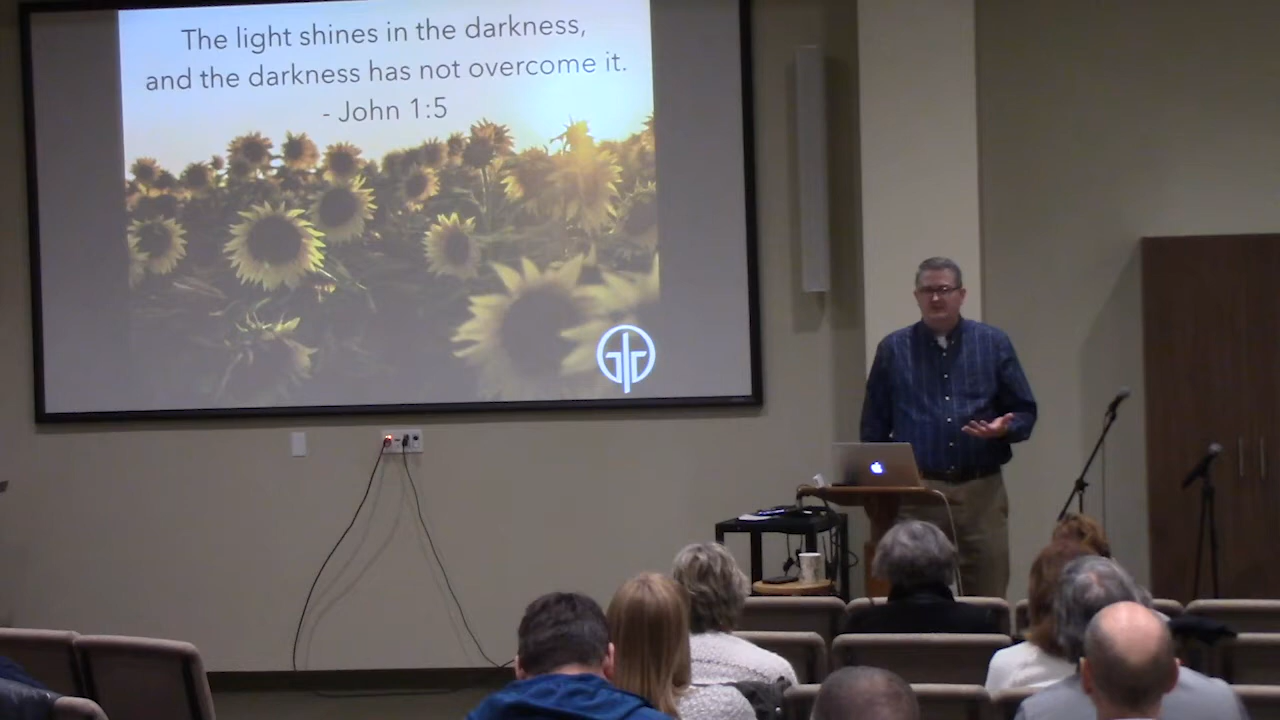 The light shines in the darkness,
and the darkness has not overcome it.
- John 1:5